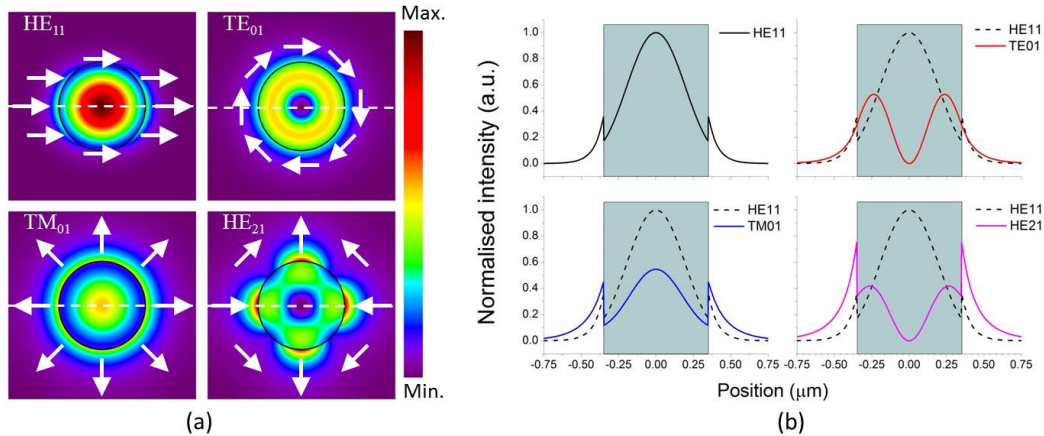 HE11
TE01
TM01
HE21
Max.
Min.
(a)
Normalised intensity (a.u.)
1.0
0.8
0.6
0.4
0.2
0.0
HE11
HE11
TE01
1.0
0.8
0.6
0.4
0.2
0.0
HE11
TM01
HE11
HE21
-0.75 -0.50 -0.25 0.00 0.25 0.50 0.75
-0.75 -0.50 -0.25 0.00 0.25 0.50 0.75
Position (μm)
(b)